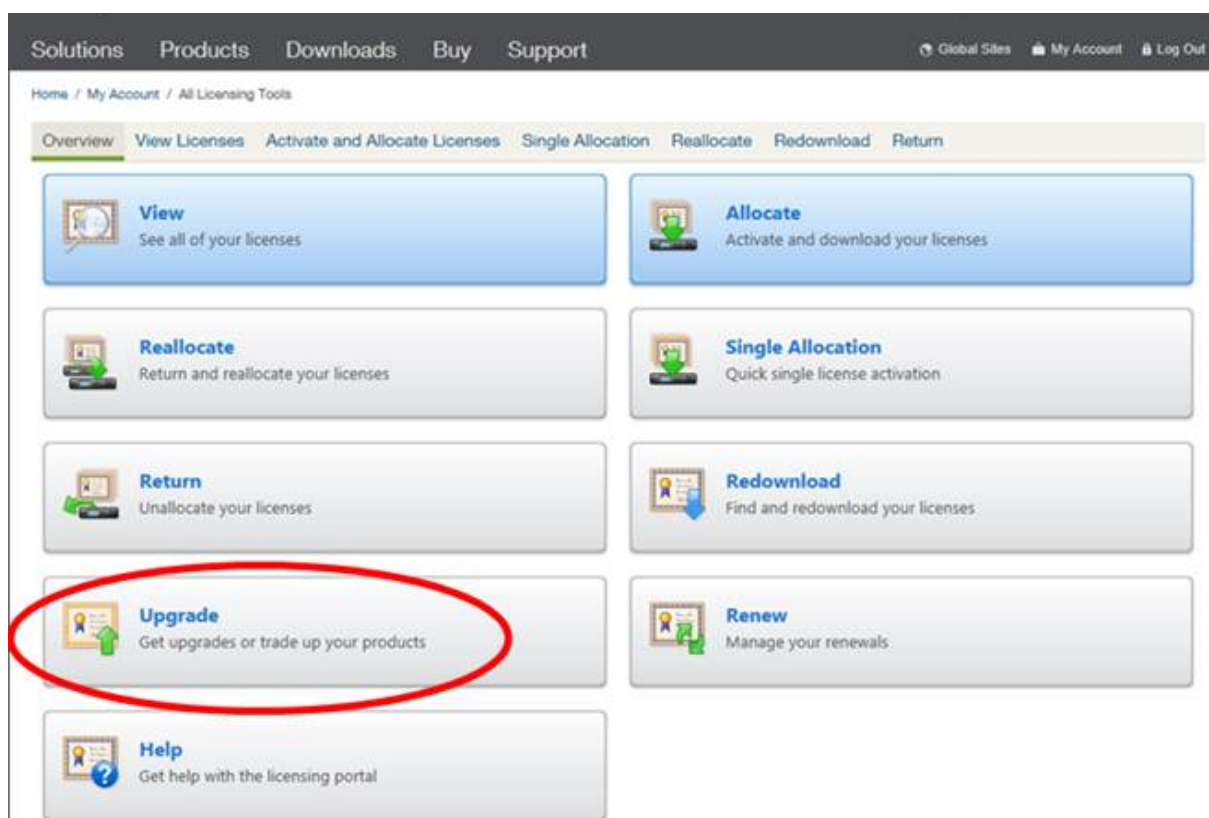 Solutions Products Downloads Buy Support Global Sites My Account Log Out
Home / My Account / All Licensing Tools
Overview View Licenses Activate and Allocate Licenses Single Allocation Reallocate Redownload Return
View
See all of your licenses
Allocate
Activate and download your licenses
Reallocate
Return and reallocate your licenses
Single Allocation
Quick single license activation
Return
Unallocate your licenses
Redownload
Find and redownload your licenses
Upgrade
Get upgrades or trade up your products
Renew
Manage your renewals
Help
Get help with the licensing portal